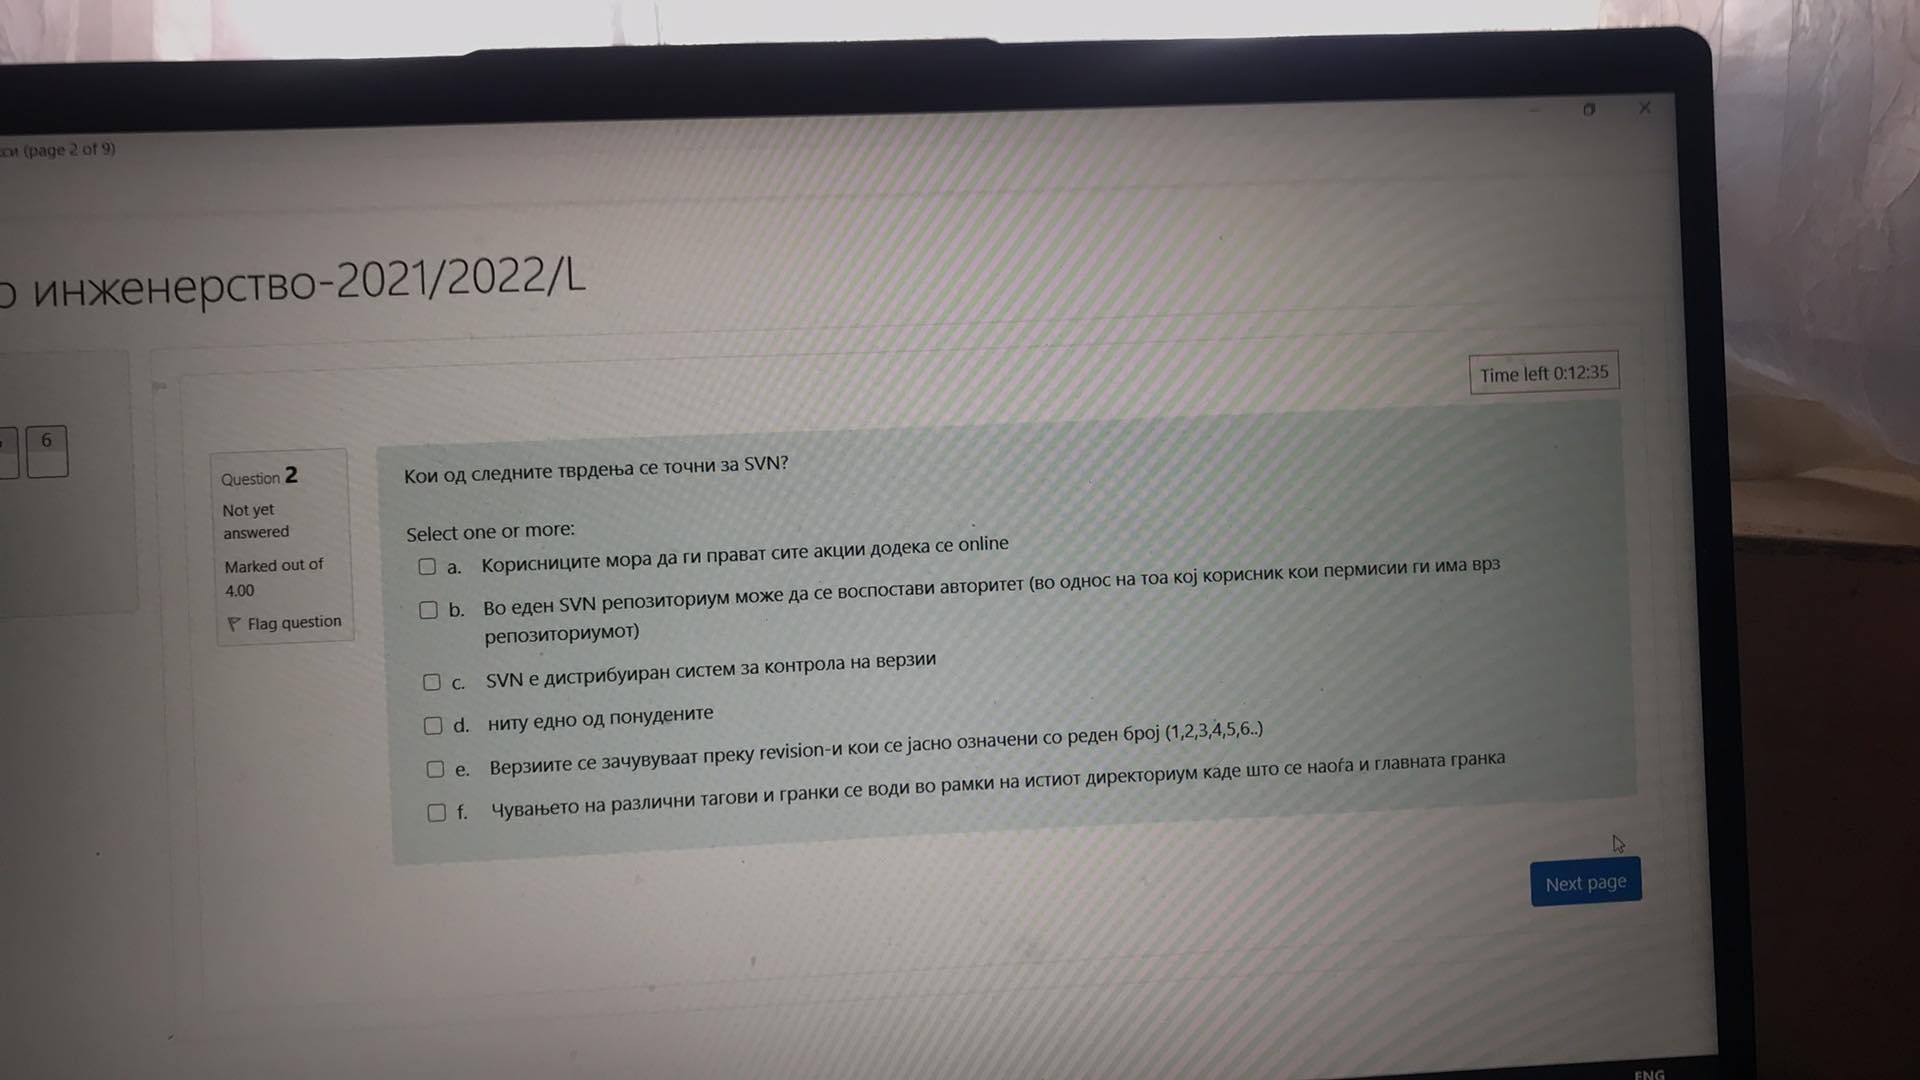 (page 2 of 9)
инженерство-2021/2022/L
Time left 0:12:35
6
Question 2
Not yet
answered
Marked out of
4.00
Flag question
Кои од следните тврдења се точни за SVN?
Select one or more:
a. Корисниците мора да ги прават сите акции додека се online
b. Во еден SVN репозиториум може да се воспостави авторитет (во однос на тоа кој корисник кои пермисии ги има врз
репозиториумот)
c. SVN е дистрибуиран систем за контрола на верзии
d. ниту едно од понудените
e. Верзиите се зачувуваат преку revision-и кои се јасно означени со реден број (1,2,3,4,5,6..)
f. Чувањето на различни тагови и гранки се води во рамки на истиот директориум каде што се наоѓа и главната гранка
Next page
ENG